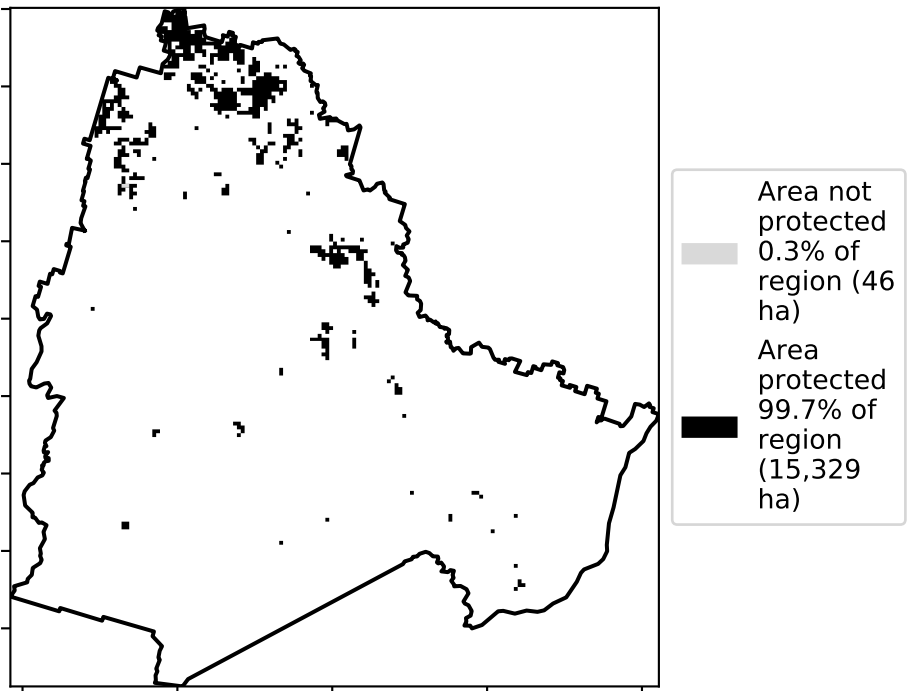 Area not
protected
0.3% of
region (46
ha)
Area
protected
99.7% of
region
(15,329
ha)